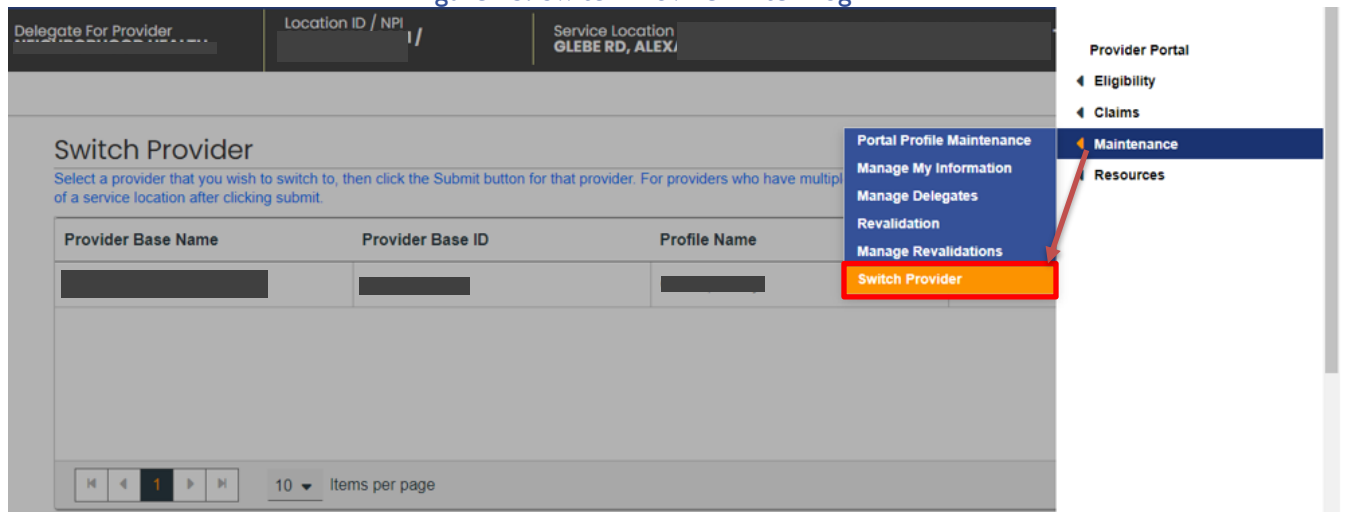 Delegate For Provider
Location ID / NPI
/
Service Location
GLEBE RD, ALEX
Provider Portal
Eligibility
Claims
Maintenance
Resources
Portal Profile Maintenance
Manage My Information
Manage Delegates
Revalidation
Manage Revalidations
Switch Provider
Switch Provider
Select a provider that you wish to switch to, then click the Submit button for that provider. For providers who have multipl
of a service location after clicking submit.
Provider Base Name
Provider Base ID
Profile Name
1
10
Items per page